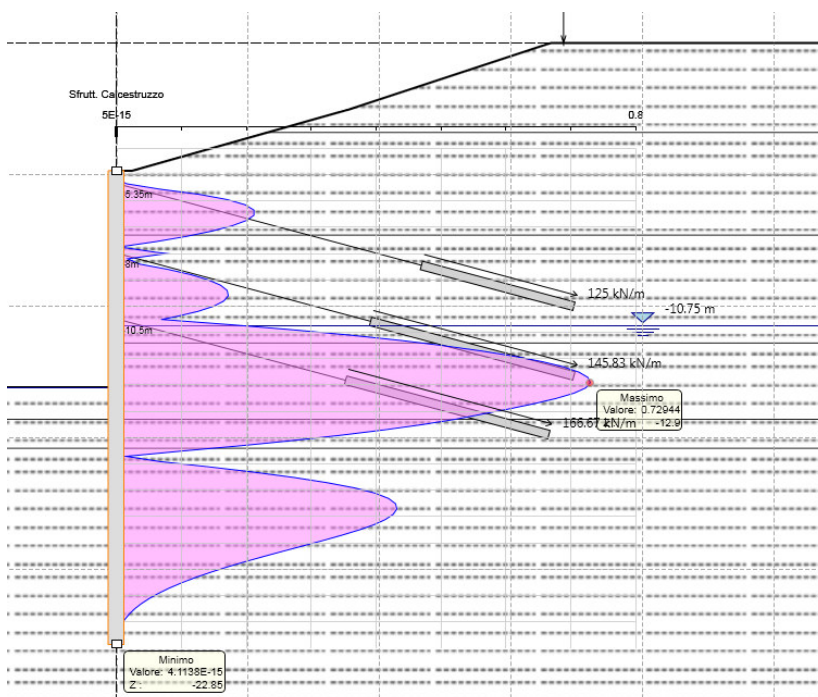 Sfrutt. Calcestruzzo
5E-15
0.8
5.35m
8m
125 kN/m
-10.75 m
10.5m
145.83 kN/m
Massimo
Valore: 0.72944
-12.9
166.67 kN/m
Minimo
Valore: 4.1138E-15
Z : -22.85